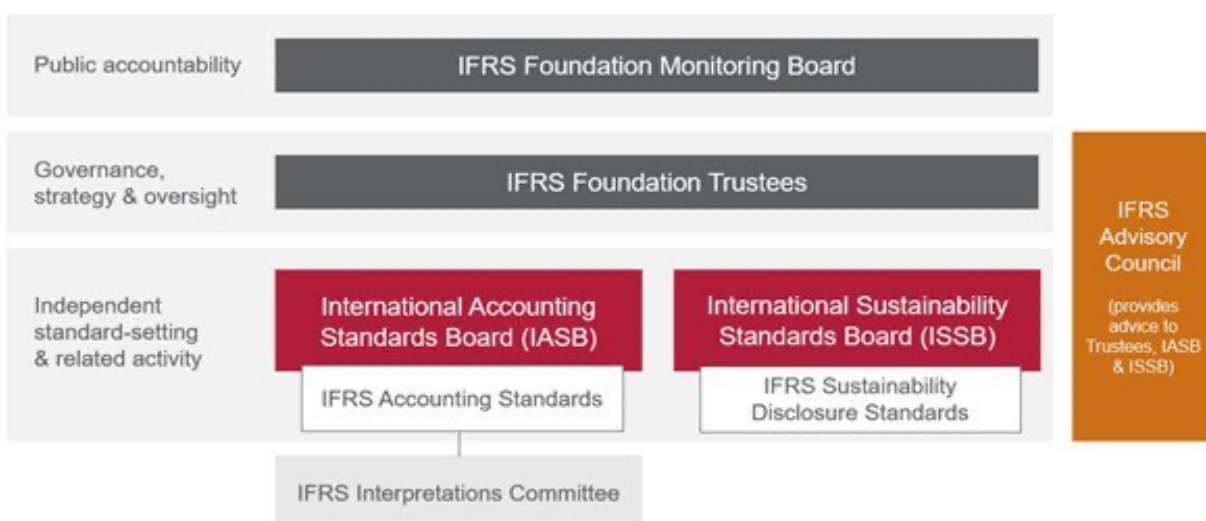 Public accountability
IFRS Foundation Monitoring Board
Governance,
strategy & oversight
IFRS Foundation Trustees
Independent
standard-setting
& related activity
International Accounting
Standards Board (IASB)
IFRS Accounting Standards
International Sustainability
Standards Board (ISSB)
IFRS Sustainability
Disclosure Standards
IFRS Interpretations Committee
IFRS
Advisory
Council
(provides
advice to
Trustees, IASB
& ISSB)